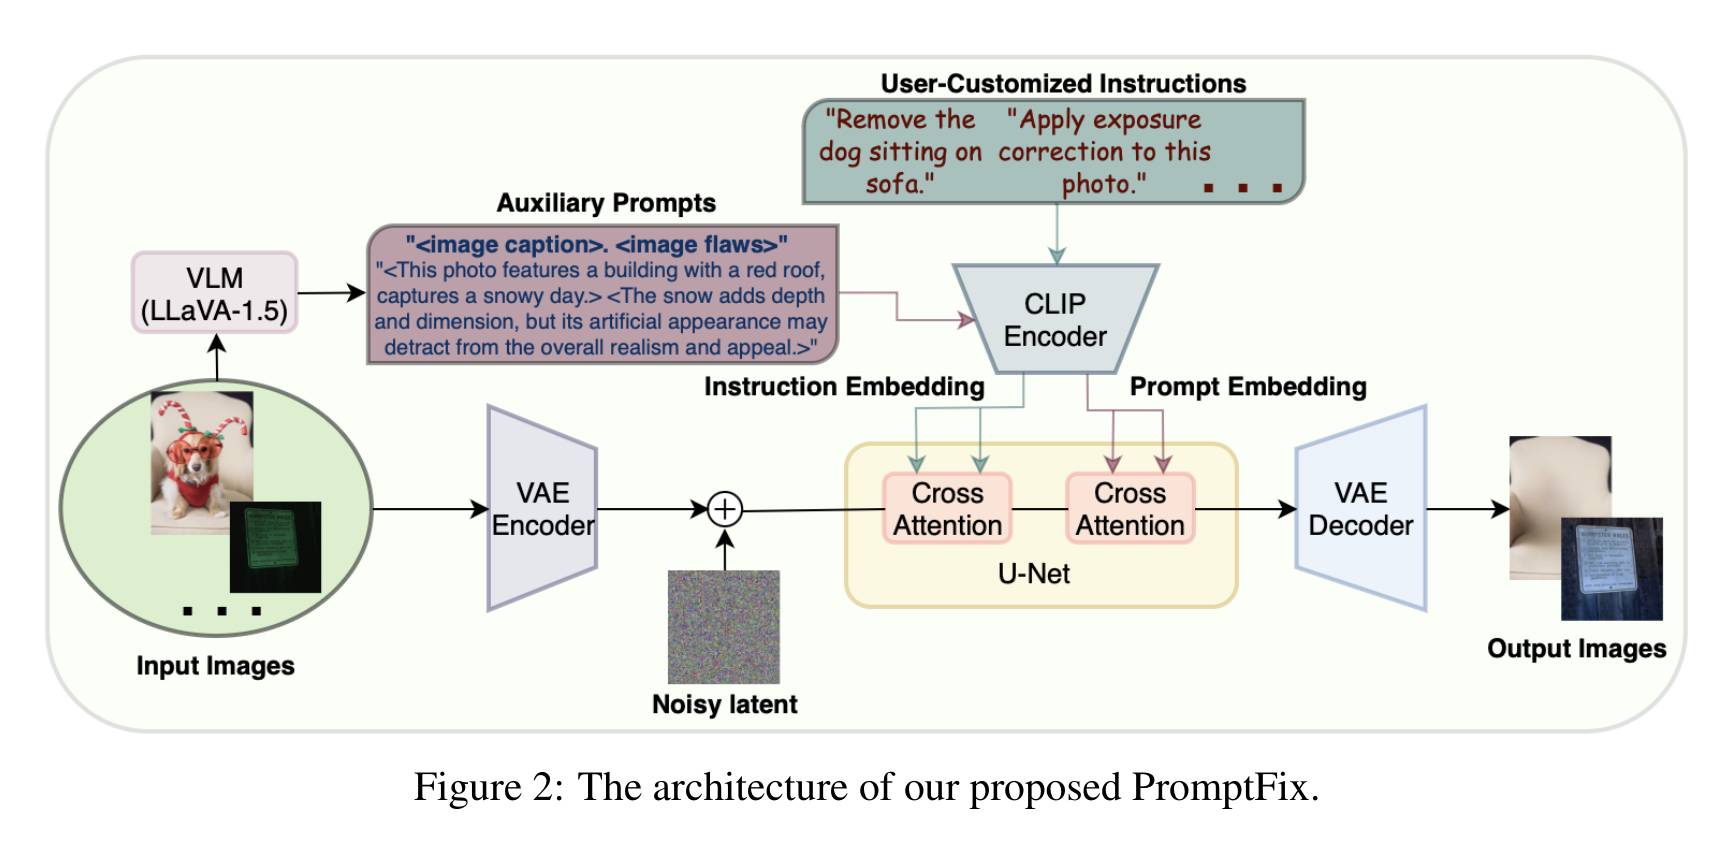 User-Customized Instructions
"Remove the dog sitting on sofa."
"Apply exposure correction to this photo."
. . .
Auxiliary Prompts
"<image caption>. <image flaws>"
"<This photo features a building with a red roof,
captures a snowy day.> <The snow adds depth
and dimension, but its artificial appearance may
detract from the overall realism and appeal.>"
VLM
(LLaVA-1.5)
CLIP
Encoder
Instruction Embedding
Prompt Embedding
VAE
Encoder
Cross
Attention
Cross
Attention
U-Net
VAE
Decoder
. . .
Input Images
Noisy latent
Output Images
Figure 2: The architecture of our proposed PromptFix.